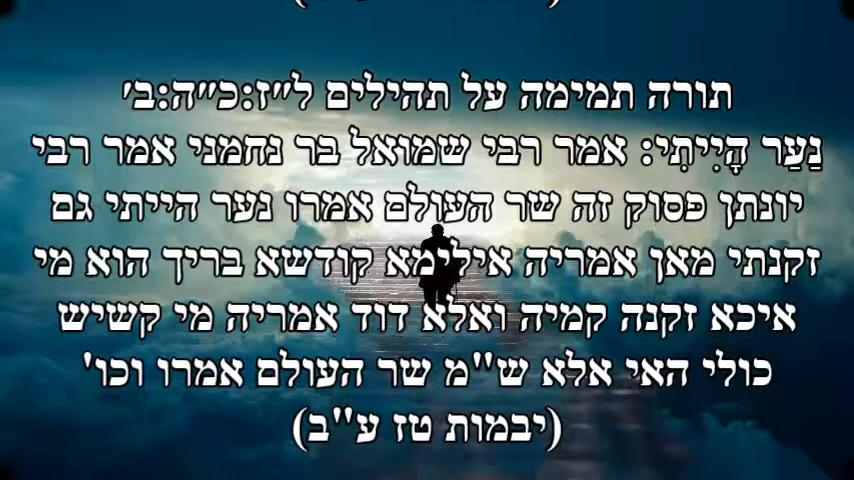 תורה תמימה על תהילים ל״ז:כ״ה:ב׳
נַעַר הָיִיתִי: אמר רבי שמואל בר נחמני אמר רבי
יונתן פסוק זה שר העולם אמרו נער הייתי גם
זקנתי מאן אמריה אילימא קודשא בריך הוא מי
איכא זקנה קמיה ואלא דוד אמריה מי קשיש
כולי האי אלא ש"מ שר העולם אמרו וכו'
(יבמות טז ע"ב)